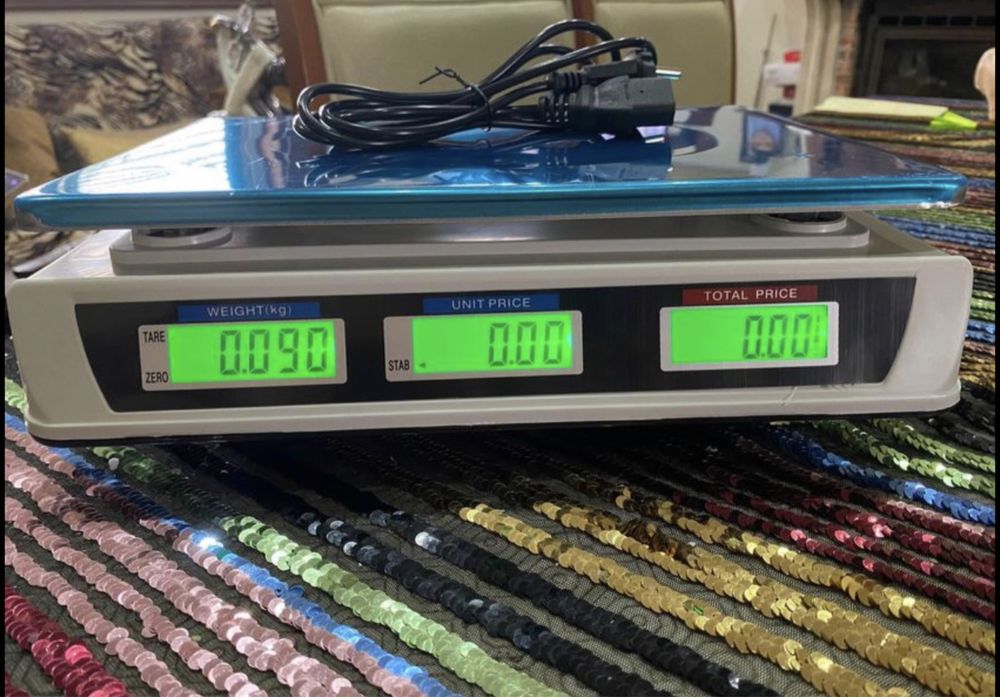 WEIGHT(kg)
UNIT PRICE
TOTAL PRICE
TARE
0.090
ZERO
0.00
STAB
0.00